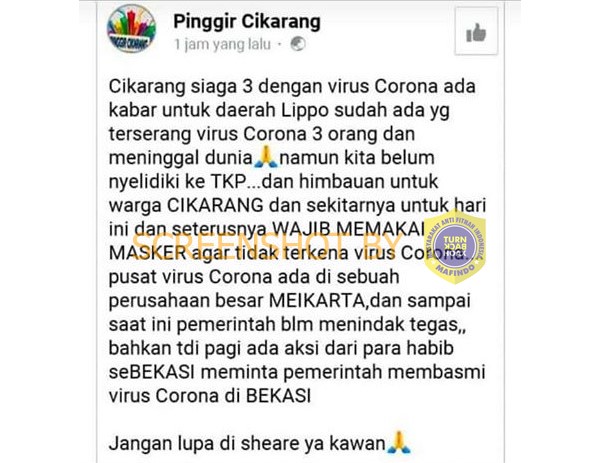 PINGGIR CIKARANG
Pinggir Cikarang
1 jam yang lalu ·
Cikarang siaga 3 dengan virus Corona ada
kabar untuk daerah Lippo sudah ada yg
terserang virus Corona 3 orang dan
meninggal dunia🙏namun kita belum
nyelidiki ke TKP...dan himbauan untuk
warga CIKARANG dan sekitarnya untuk hari
ini dan seterusnya WAJIB MEMAKAI
MASKER agar tidak terkena virus Corona...
pusat virus Corona ada di sebuah
perusahaan besar MEIKARTA,dan sampai
saat ini pemerintah blm menindak tegas,,
bahkan tdi pagi ada aksi dari para habib
seBEKASI meminta pemerintah membasmi
virus Corona di BEKASI
Jangan lupa di sheare ya kawan🙏
SCREENSHOT BY
MASYARAKAT ANTI FITNAH INDONESIA
TURN
BACK
HOAX
MAFINDO